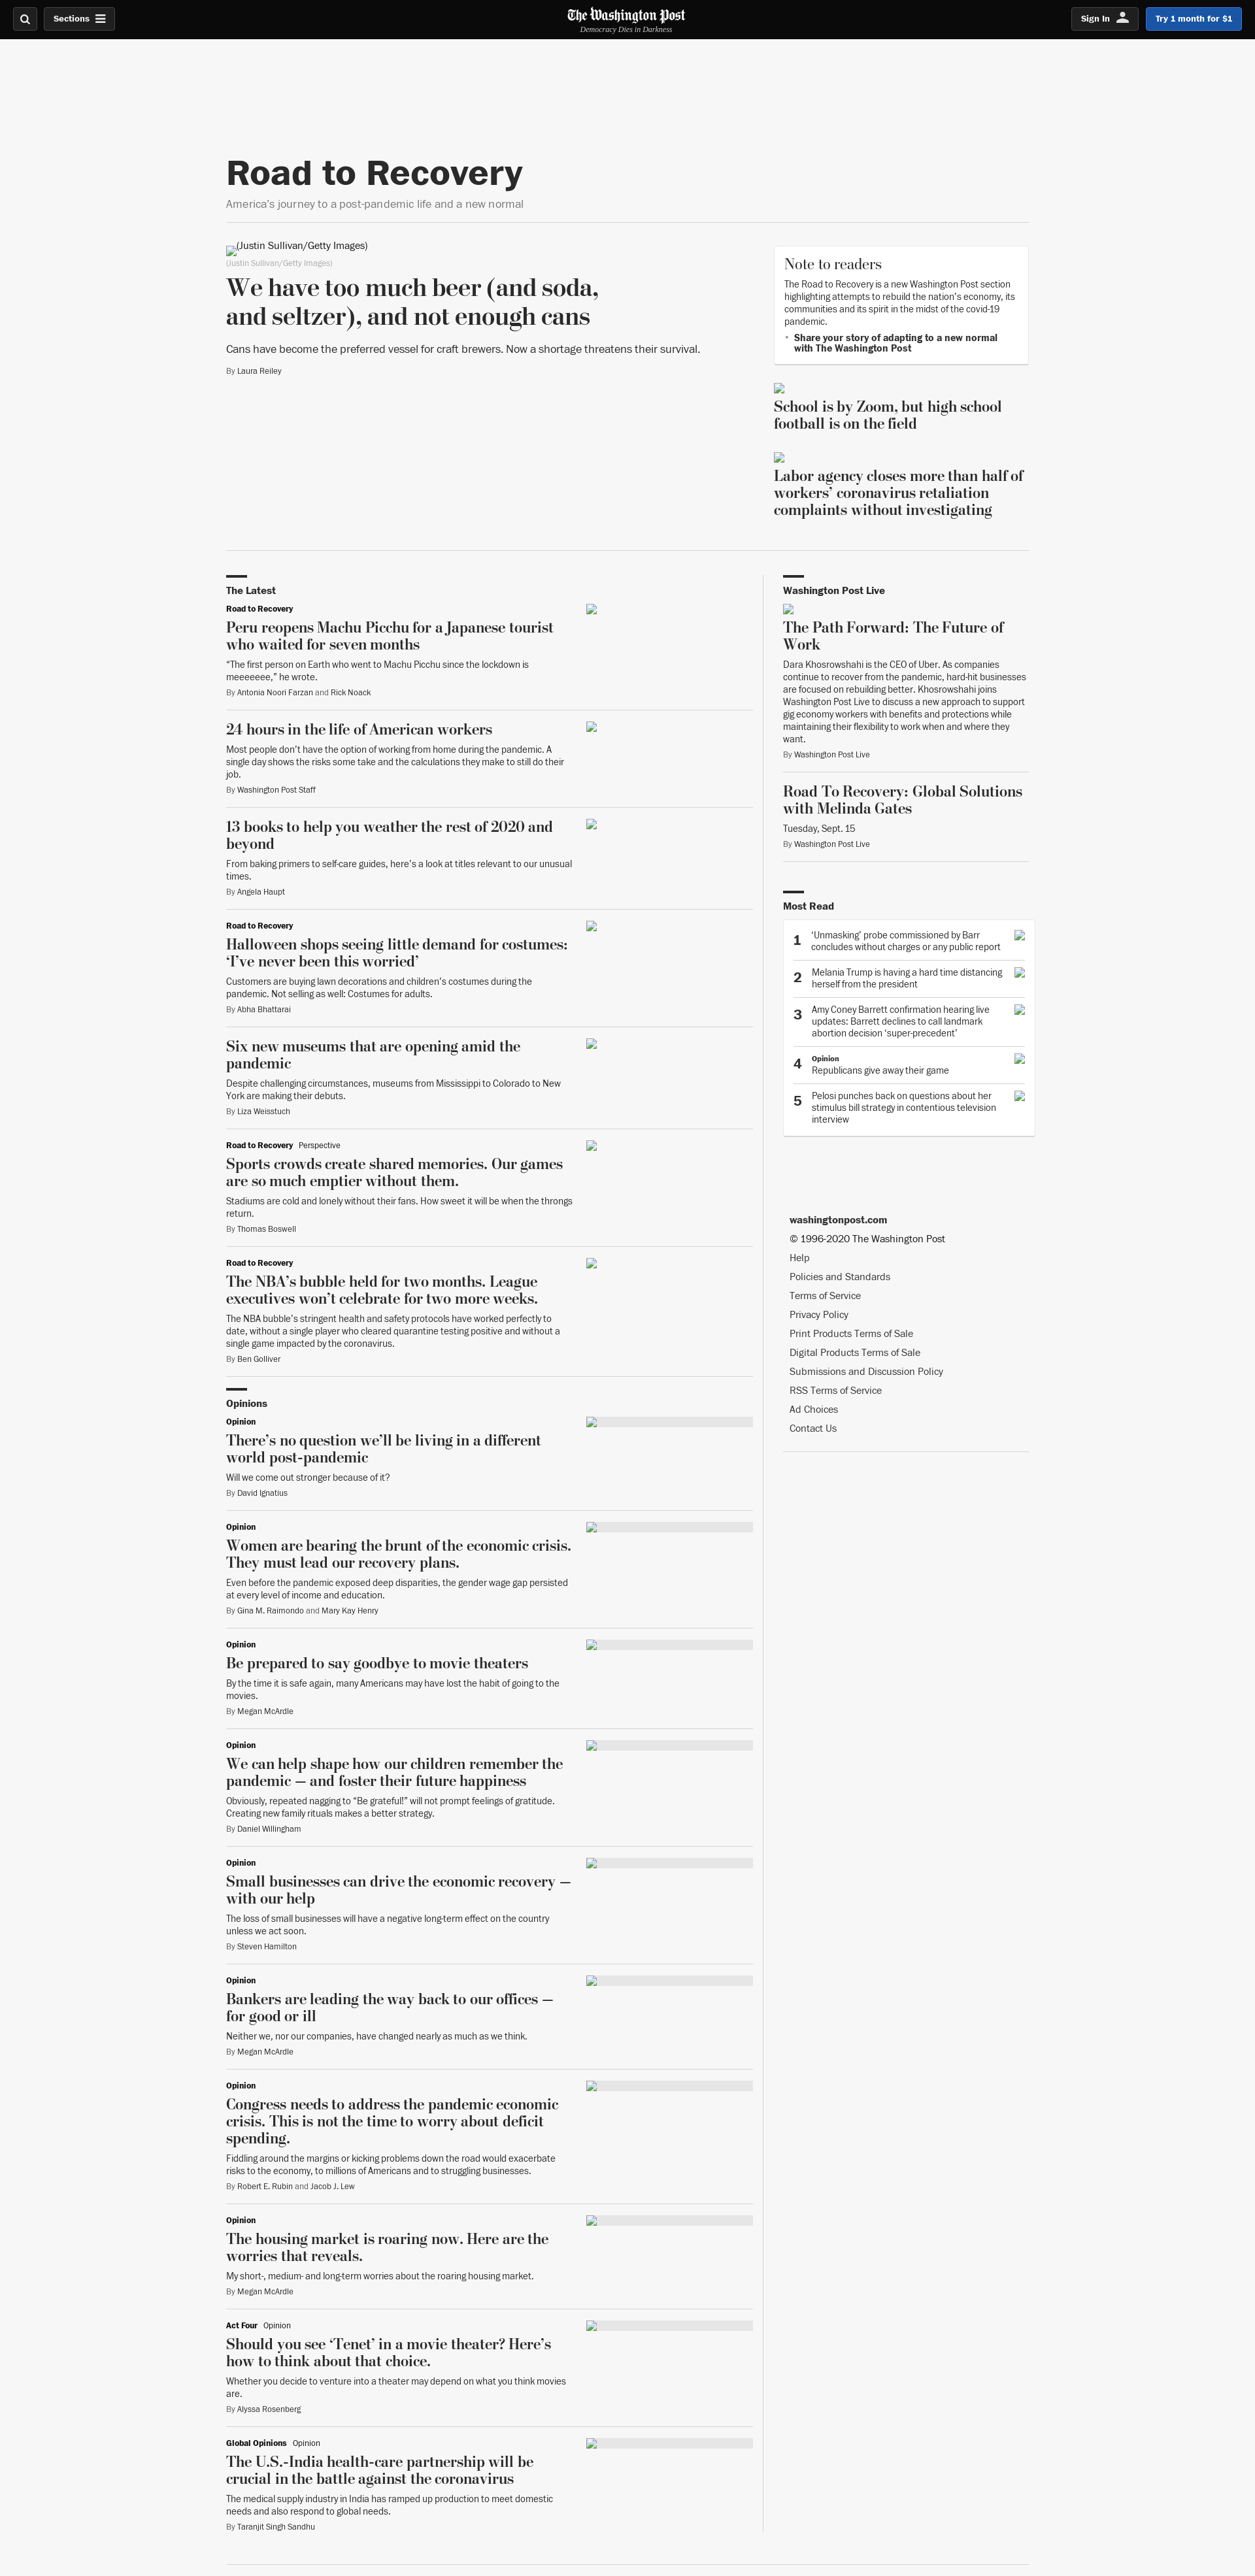 Sections
The Washington Post
Democracy Dies in Darkness
Sign In
Try 1 month for $1
Road to Recovery
America’s journey to a post-pandemic life and a new normal
(Justin Sullivan/Getty Images)
(Justin Sullivan/Getty Images)
We have too much beer (and soda,
and seltzer), and not enough cans
Cans have become the preferred vessel for craft brewers. Now a shortage threatens their survival.
By Laura Reiley
Note to readers
The Road to Recovery is a new Washington Post section
highlighting attempts to rebuild the nation’s economy, its
communities and its spirit in the midst of the covid-19
pandemic.
Share your story of adapting to a new normal
with The Washington Post
School is by Zoom, but high school
football is on the field
Labor agency closes more than half of
workers’ coronavirus retaliation
complaints without investigating
The Latest
Road to Recovery
Peru reopens Machu Picchu for a Japanese tourist
who waited for seven months
“The first person on Earth who went to Machu Picchu since the lockdown is
meeeeeee,” he wrote.
By Antonia Noori Farzan and Rick Noack
24 hours in the life of American workers
Most people don’t have the option of working from home during the pandemic. A
single day shows the risks some take and the calculations they make to still do their
job.
By Washington Post Staff
13 books to help you weather the rest of 2020 and
beyond
From baking primers to self-care guides, here’s a look at titles relevant to our unusual
times.
By Angela Haupt
Road to Recovery
Halloween shops seeing little demand for costumes:
‘I’ve never been this worried’
Customers are buying lawn decorations and children’s costumes during the
pandemic. Not selling as well: Costumes for adults.
By Abha Bhattarai
Six new museums that are opening amid the
pandemic
Despite challenging circumstances, museums from Mississippi to Colorado to New
York are making their debuts.
By Liza Weisstuch
Road to Recovery Perspective
Sports crowds create shared memories. Our games
are so much emptier without them.
Stadiums are cold and lonely without their fans. How sweet it will be when the throngs
return.
By Thomas Boswell
Road to Recovery
The NBA’s bubble held for two months. League
executives won’t celebrate for two more weeks.
The NBA bubble’s stringent health and safety protocols have worked perfectly to
date, without a single player who cleared quarantine testing positive and without a
single game impacted by the coronavirus.
By Ben Golliver
Opinions
Opinion
There’s no question we’ll be living in a different
world post-pandemic
Will we come out stronger because of it?
By David Ignatius
Opinion
Women are bearing the brunt of the economic crisis.
They must lead our recovery plans.
Even before the pandemic exposed deep disparities, the gender wage gap persisted
at every level of income and education.
By Gina M. Raimondo and Mary Kay Henry
Opinion
Be prepared to say goodbye to movie theaters
By the time it is safe again, many Americans may have lost the habit of going to the
movies.
By Megan McArdle
Opinion
We can help shape how our children remember the
pandemic — and foster their future happiness
Obviously, repeated nagging to “Be grateful!” will not prompt feelings of gratitude.
Creating new family rituals makes a better strategy.
By Daniel Willingham
Opinion
Small businesses can drive the economic recovery —
with our help
The loss of small businesses will have a negative long-term effect on the country
unless we act soon.
By Steven Hamilton
Opinion
Bankers are leading the way back to our offices —
for good or ill
Neither we, nor our companies, have changed nearly as much as we think.
By Megan McArdle
Opinion
Congress needs to address the pandemic economic
crisis. This is not the time to worry about deficit
spending.
Fiddling around the margins or kicking problems down the road would exacerbate
risks to the economy, to millions of Americans and to struggling businesses.
By Robert E. Rubin and Jacob J. Lew
Opinion
The housing market is roaring now. Here are the
worries that reveals.
My short-, medium- and long-term worries about the roaring housing market.
By Megan McArdle
Act Four Opinion
Should you see ‘Tenet’ in a movie theater? Here’s
how to think about that choice.
Whether you decide to venture into a theater may depend on what you think movies
are.
By Alyssa Rosenberg
Global Opinions Opinion
The U.S.-India health-care partnership will be
crucial in the battle against the coronavirus
The medical supply industry in India has ramped up production to meet domestic
needs and also respond to global needs.
By Taranjit Singh Sandhu
Washington Post Live
The Path Forward: The Future of
Work
Dara Khosrowshahi is the CEO of Uber. As companies
continue to recover from the pandemic, hard-hit businesses
are focused on rebuilding better. Khosrowshahi joins
Washington Post Live to discuss a new approach to support
gig economy workers with benefits and protections while
maintaining their flexibility to work when and where they
want.
By Washington Post Live
Road To Recovery: Global Solutions
with Melinda Gates
Tuesday, Sept. 15
By Washington Post Live
Most Read
1 ‘Unmasking’ probe commissioned by Barr
concludes without charges or any public report
2 Melania Trump is having a hard time distancing
herself from the president
3 Amy Coney Barrett confirmation hearing live
updates: Barrett declines to call landmark
abortion decision ‘super-precedent’
4 Opinion
Republicans give away their game
5 Pelosi punches back on questions about her
stimulus bill strategy in contentious television
interview
washingtonpost.com
© 1996-2020 The Washington Post
Help
Policies and Standards
Terms of Service
Privacy Policy
Print Products Terms of Sale
Digital Products Terms of Sale
Submissions and Discussion Policy
RSS Terms of Service
Ad Choices
Contact Us